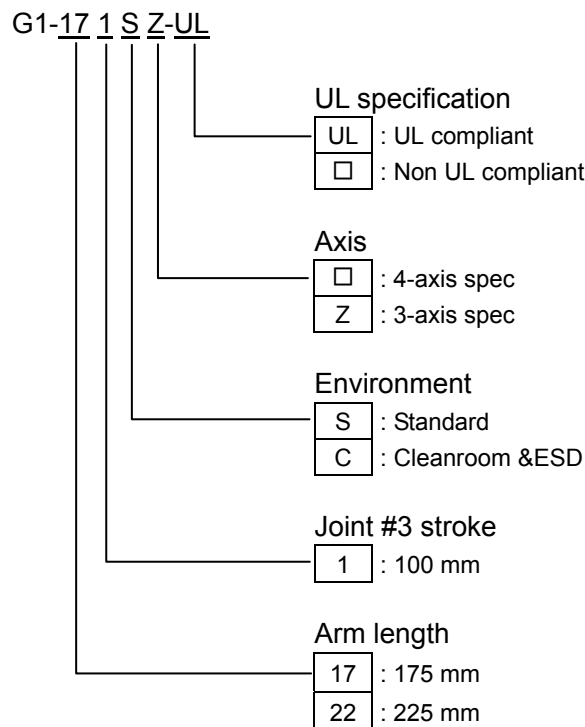 G1-17 1 S Z-UL
UL specification
UL : UL compliant
□ : Non UL compliant
Axis
□ : 4-axis spec
Z : 3-axis spec
Environment
S : Standard
C : Cleanroom &ESD
Joint #3 stroke
1 : 100 mm
Arm length
17 : 175 mm
22 : 225 mm